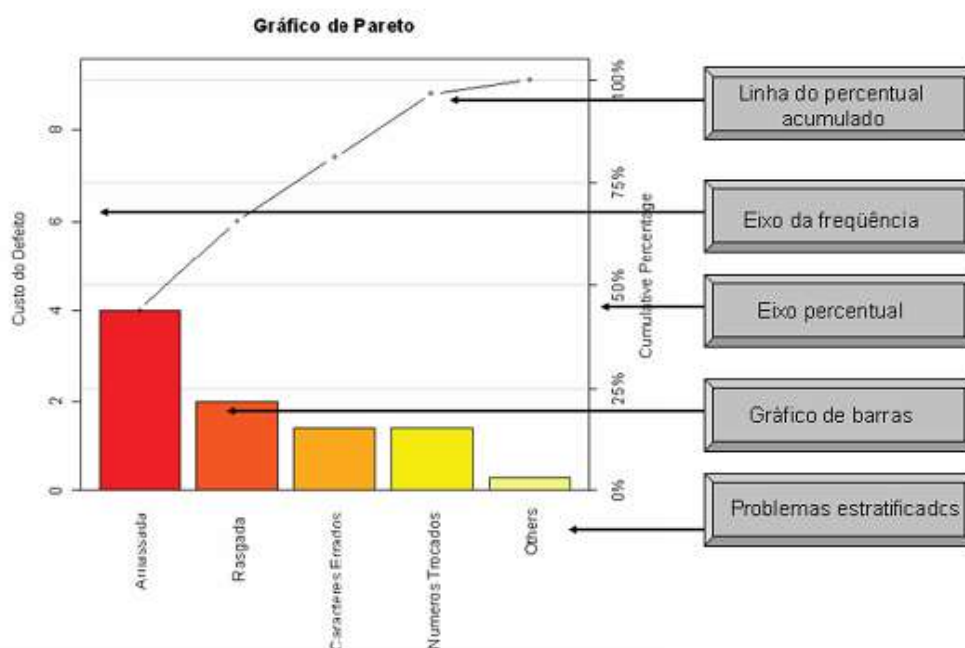 Gráfico de Pareto
Custo do Defeito
0
2
4
6
8
Amassada
Rasgada
Caracteres Errados
Numeros Trocados
Others
0%
25%
50%
75%
100%
Cumulative Percentage
Linha do percentual
acumulado
Eixo da freqüência
Eixo percentual
Gráfico de barras
Problemas estratificados